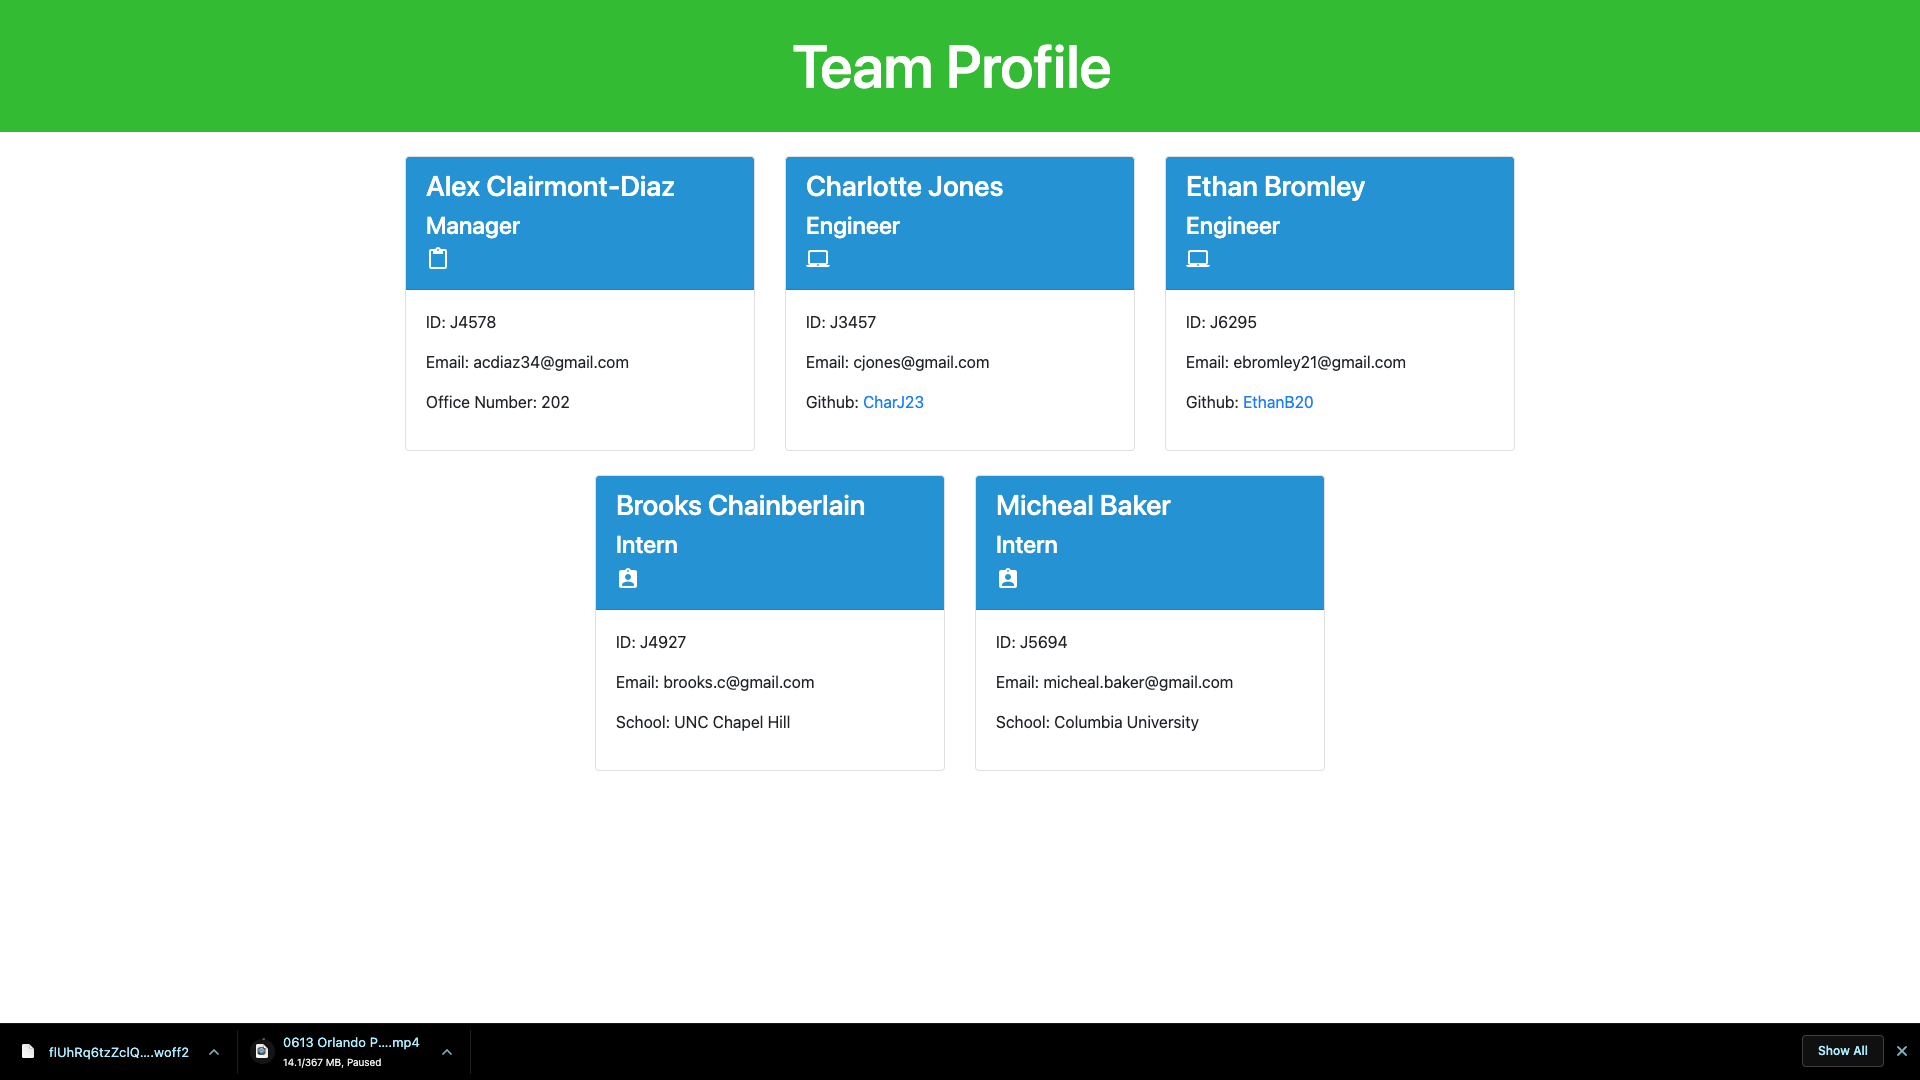 Team Profile
Alex Clairmont-Diaz
Manager
ID: J4578
Email: acdiaz34@gmail.com
Office Number: 202
Charlotte Jones
Engineer
ID: J3457
Email: cjones@gmail.com
Github: CharJ23
Ethan Bromley
Engineer
ID: J6295
Email: ebromley21@gmail.com
Github: EthanB20
Brooks Chainberlain
Intern
ID: J4927
Email: brooks.c@gmail.com
School: UNC Chapel Hill
Micheal Baker
Intern
ID: J5694
Email: micheal.baker@gmail.com
School: Columbia University
flUhRq6tzZclQ....woff2
0613 Orlando P....mp4
14.1/367 MB, Paused
Show All